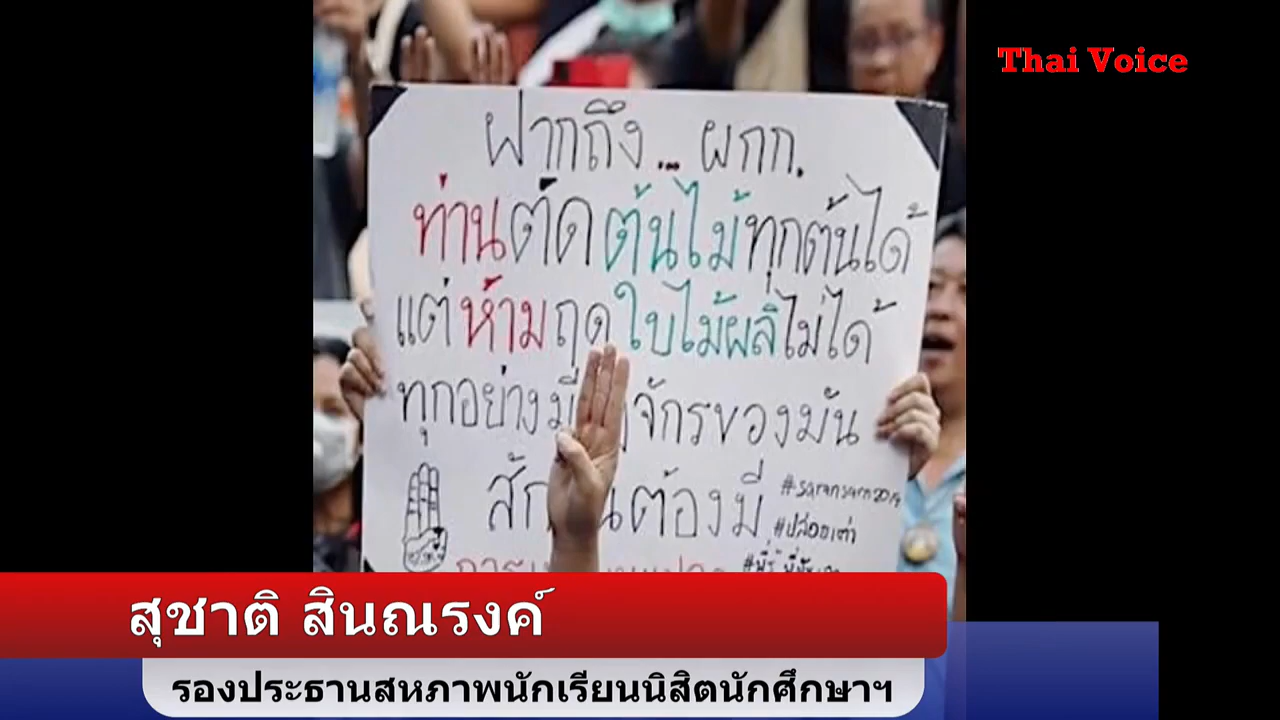 Thai Voice
ฝากถึง... ผกก.
ท่านตัดต้นไม้ทุกต้นได้
แต่ห้ามฤดูใบไม้ผลิไม่ได้
ทุกอย่างมี จักรของมัน
ต้องมี
#ปล่อยเต่า
สุชาติ สินณรงค์
รองประธานสหภาพนักเรียนนิสิตนักศึกษาฯ